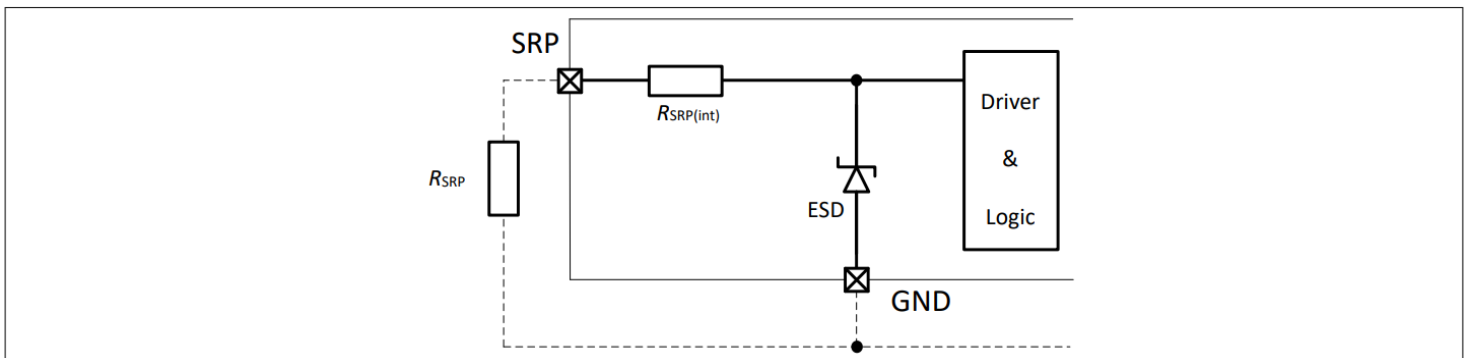 SRP
RSRP(int)
Driver
&
Logic
RSRP
ESD
GND